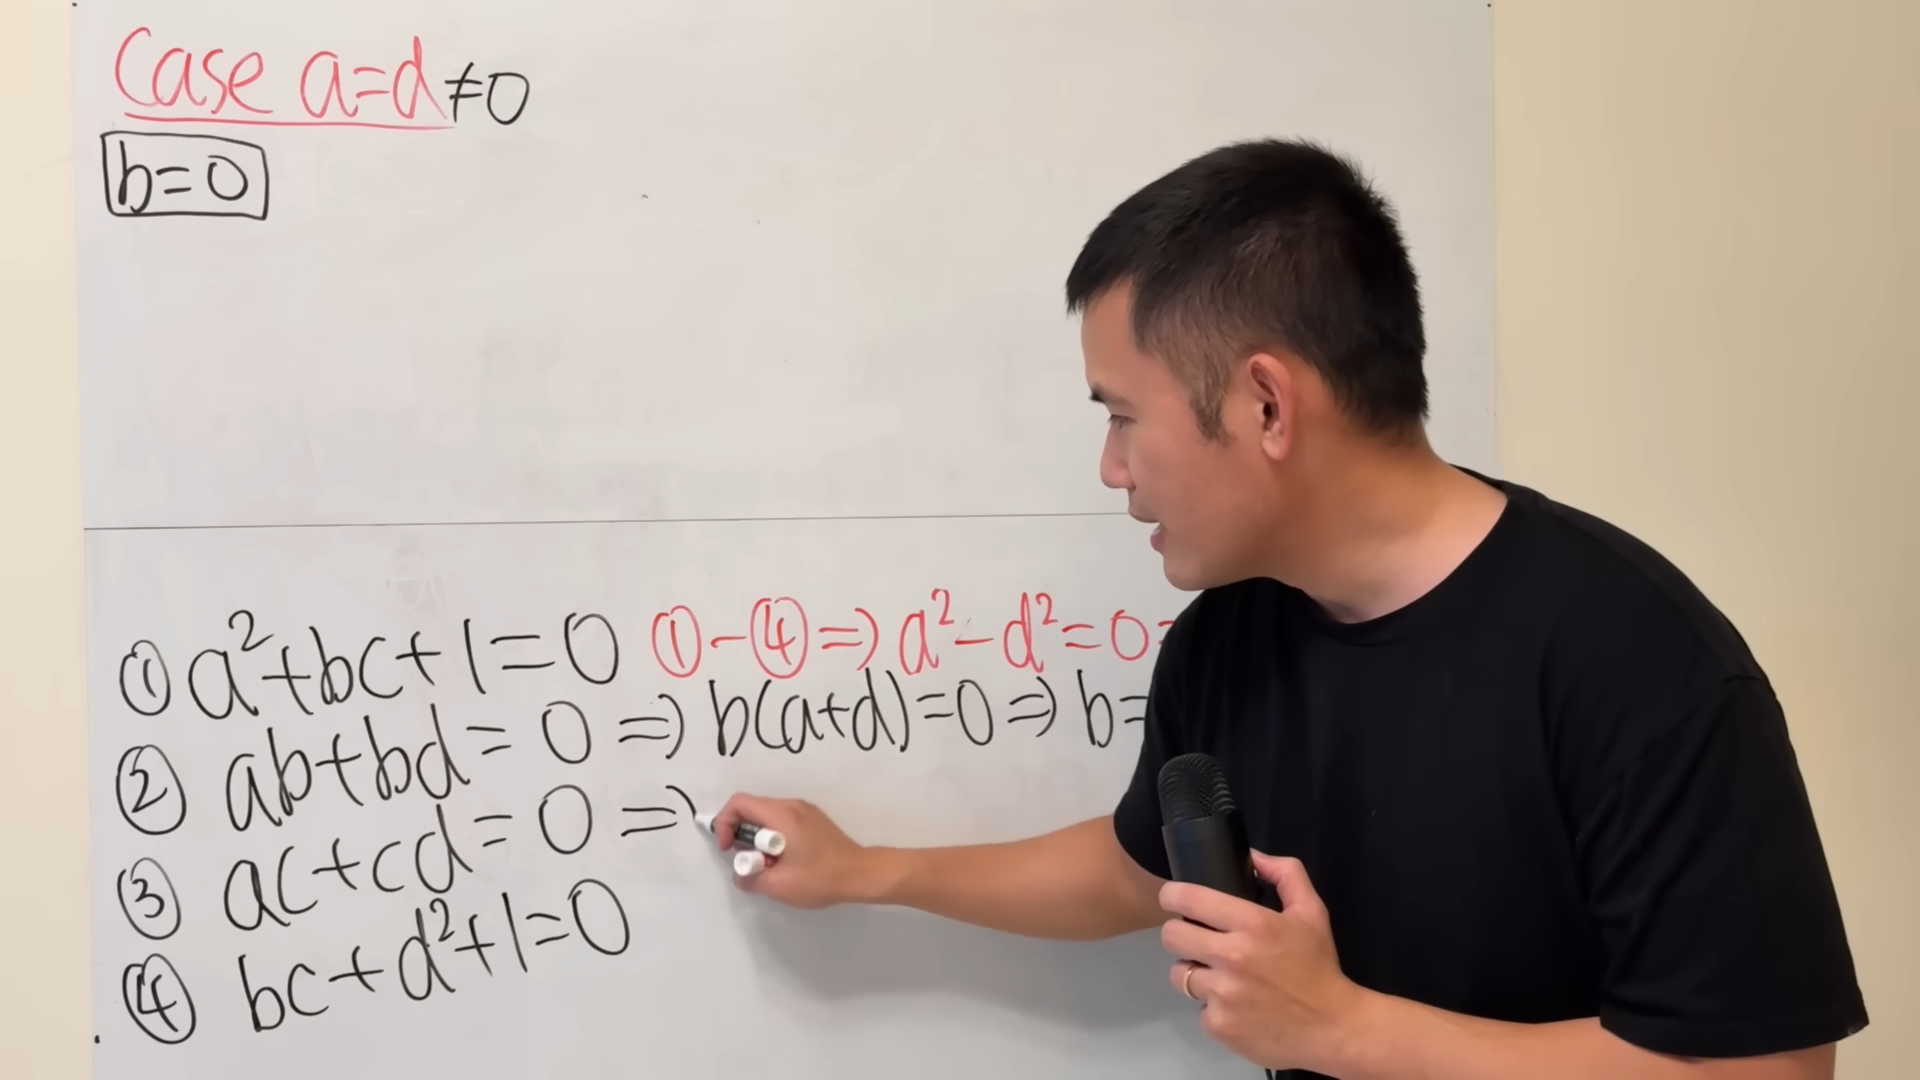 Case a=d≠0
b=0
① a²+bc+1=0 ①-④ => a²-d²=0=
② ab+bd=0 => b(a+d)=0 => b=
③ ac+cd=0 =>
④ bc+d²+1=0